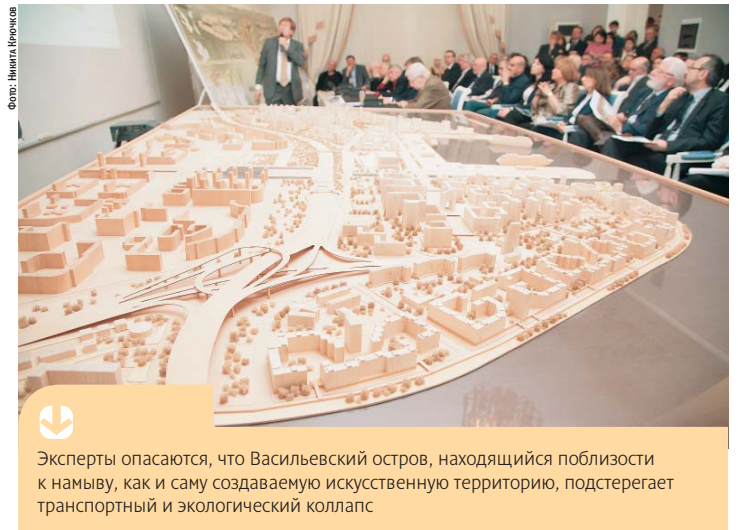 Фото: Никита Крючков
Эксперты опасаются, что Васильевский остров, находящийся поблизости
к намыву, как и саму создаваемую искусственную территорию, подстерегает
транспортный и экологический коллапс